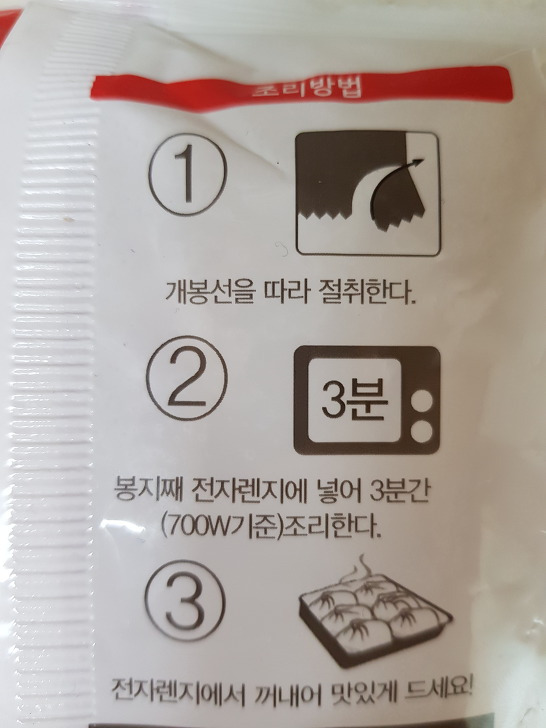 조리방법
①
개봉선을 따라 절취한다.
②
3분
봉지째 전자렌지에 넣어 3분간
(700W기준)조리한다.
③
전자렌지에서 꺼내어 맛있게 드세요!